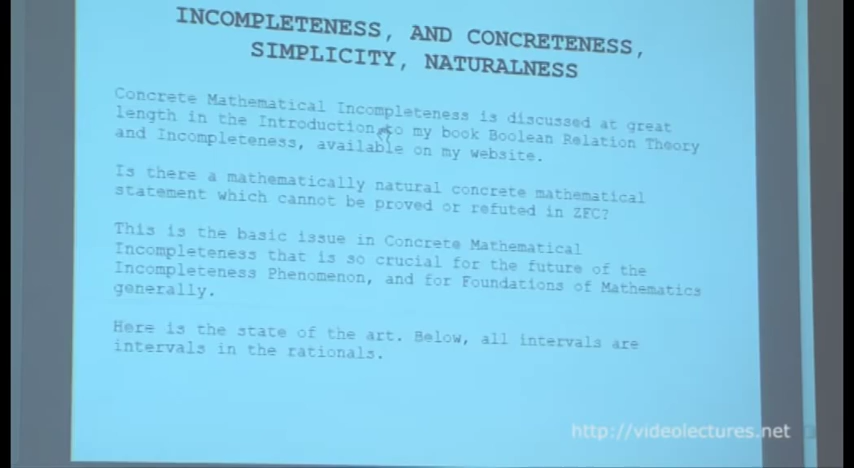 INCOMPLETENESS, AND CONCRETENESS,
SIMPLICITY, NATURALNESS
Concrete Mathematical Incompleteness is discussed at great
length in the Introduction to my book Boolean Relation Theory
and Incompleteness, available on my website.
Is there a mathematically natural concrete mathematical
statement which cannot be proved or refuted in ZFC?
This is the basic issue in Concrete Mathematical
Incompleteness that is so crucial for the future of the
Incompleteness Phenomenon, and for Foundations of Mathematics
generally.
Here is the state of the art. Below, all intervals are
intervals in the rationals.
http://videolectures.net